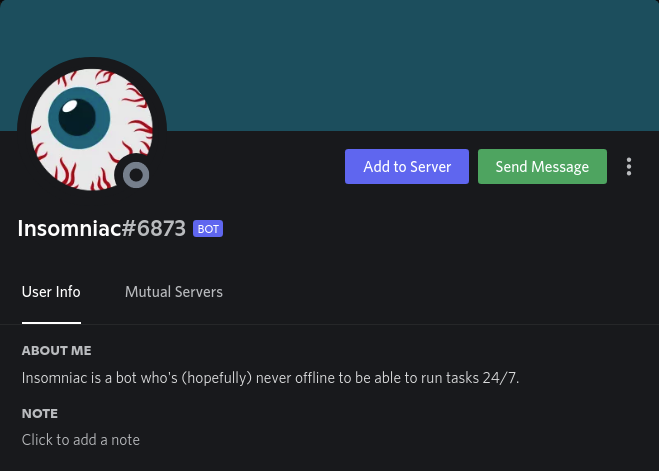 Add to Server
Send Message
Insomniac#6873 BOT
User Info
Mutual Servers
ABOUT ME
Insomniac is a bot who's (hopefully) never offline to be able to run tasks 24/7.
NOTE
Click to add a note